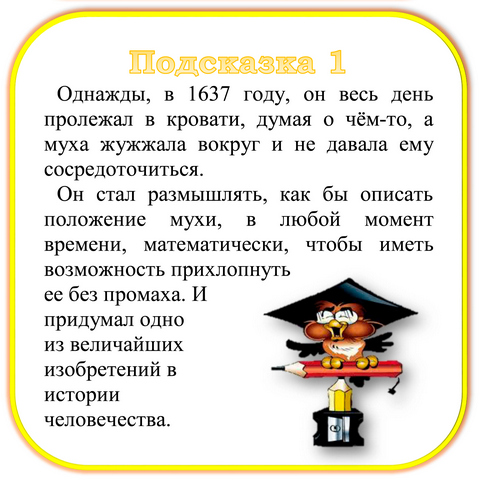 Подсказка 1
Однажды, в 1637 году, он весь день
пролежал в кровати, думая о чём-то, а
муха жужжала вокруг и не давала ему
сосредоточиться.
Он стал размышлять, как бы описать
положение мухи, в любой момент
времени, математически, чтобы иметь
возможность прихлопнуть
ее без промаха. И
придумал одно
из величайших
изобретений в
истории
человечества.